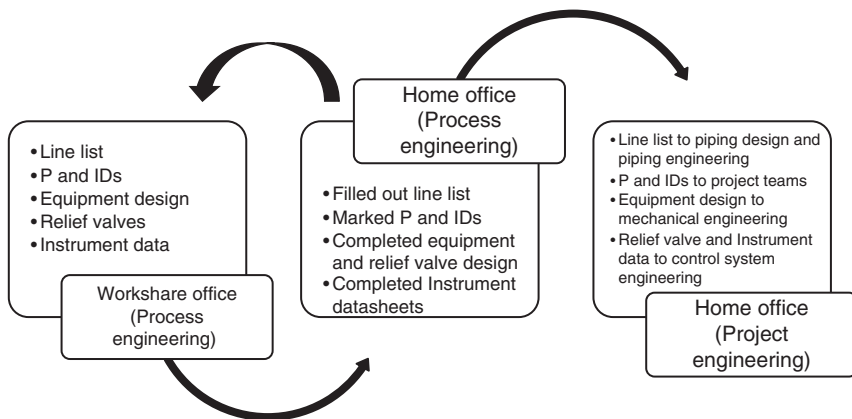 • Line list
• P and IDs
• Equipment design
• Relief valves
• Instrument data
Workshare office
(Process
engineering)
Home office
(Process
engineering)
• Filled out line list
• Marked P and IDs
• Completed equipment
and relief valve design
• Completed Instrument
datasheets
• Line list to piping design and
piping engineering
• P and IDs to project teams
• Equipment design to
mechanical engineering
• Relief valve and Instrument
data to control system
engineering
Home office
(Project
engineering)